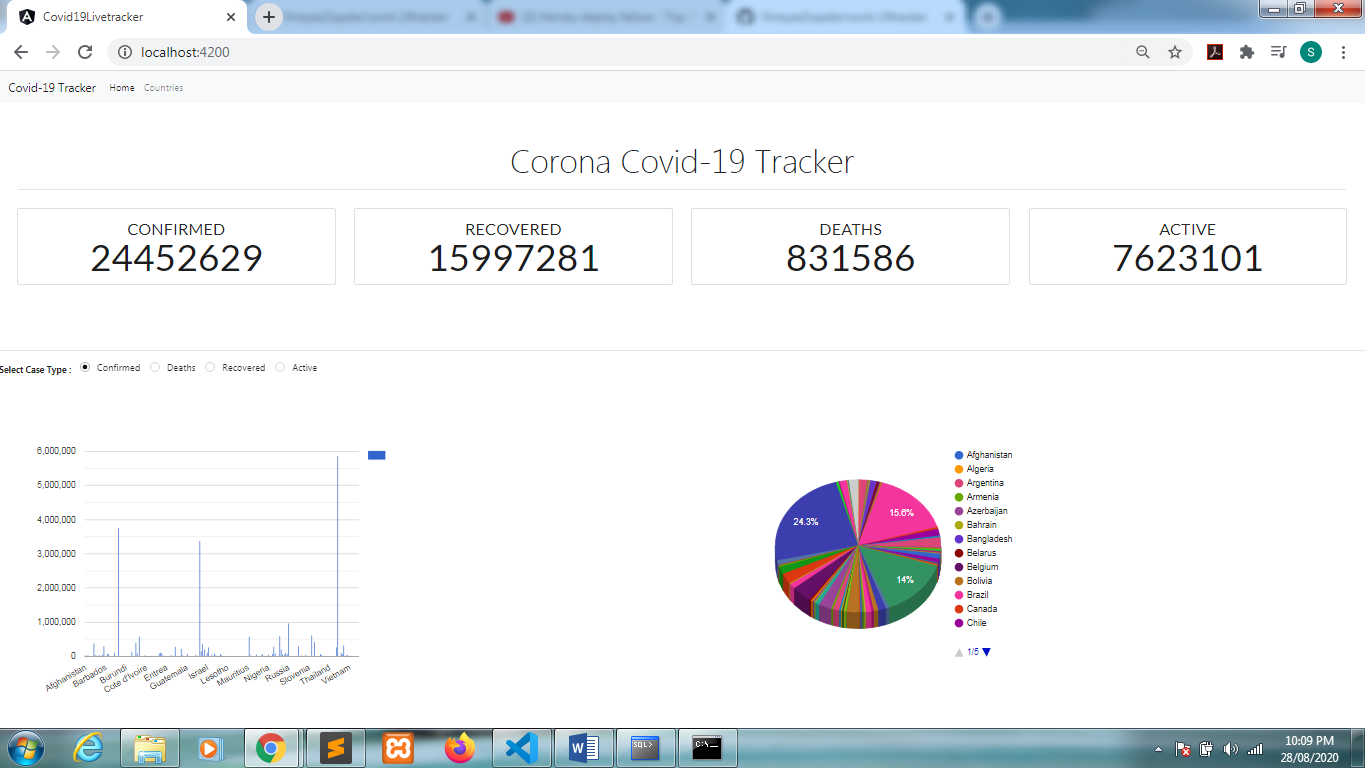 Covid19Livetracker
localhost:4200
S
Covid-19 Tracker Home Countries
Corona Covid-19 Tracker
CONFIRMED
24452629
RECOVERED
15997281
DEATHS
831586
ACTIVE
7623101
Select Case Type : Confirmed Deaths Recovered Active
6,000,000
5,000,000
4,000,000
3,000,000
2,000,000
1,000,000
0
Afghanistan
Barbados
Burundi
Cote d'Ivoire
Eritrea
Guatemala
Israel
Lesotho
Mauritius
Nigeria
Russia
Slovenia
Thailand
Vietnam
24.3%
15.6%
14%
Afghanistan
Algeria
Argentina
Armenia
Azerbaijan
Bahrain
Bangladesh
Belarus
Belgium
Bolivia
Brazil
Canada
Chile
1/5
SQL>
C:\_
10:09 PM
28/08/2020